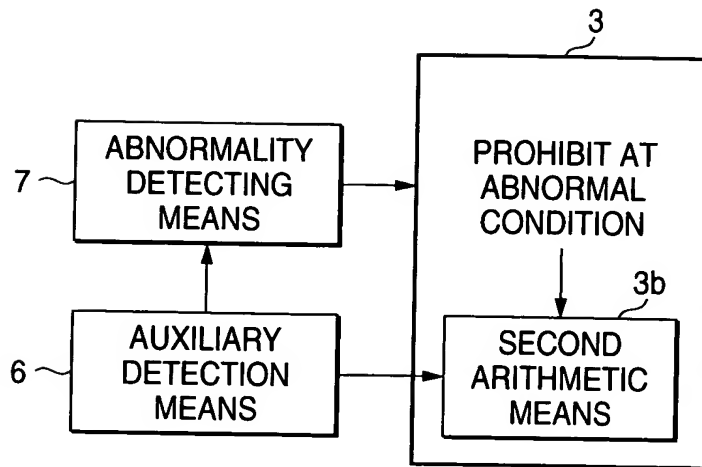 3
7
ABNORMALITY
DETECTING
MEANS
PROHIBIT AT
ABNORMAL
CONDITION
3b
6
AUXILIARY
DETECTION
MEANS
SECOND
ARITHMETIC
MEANS